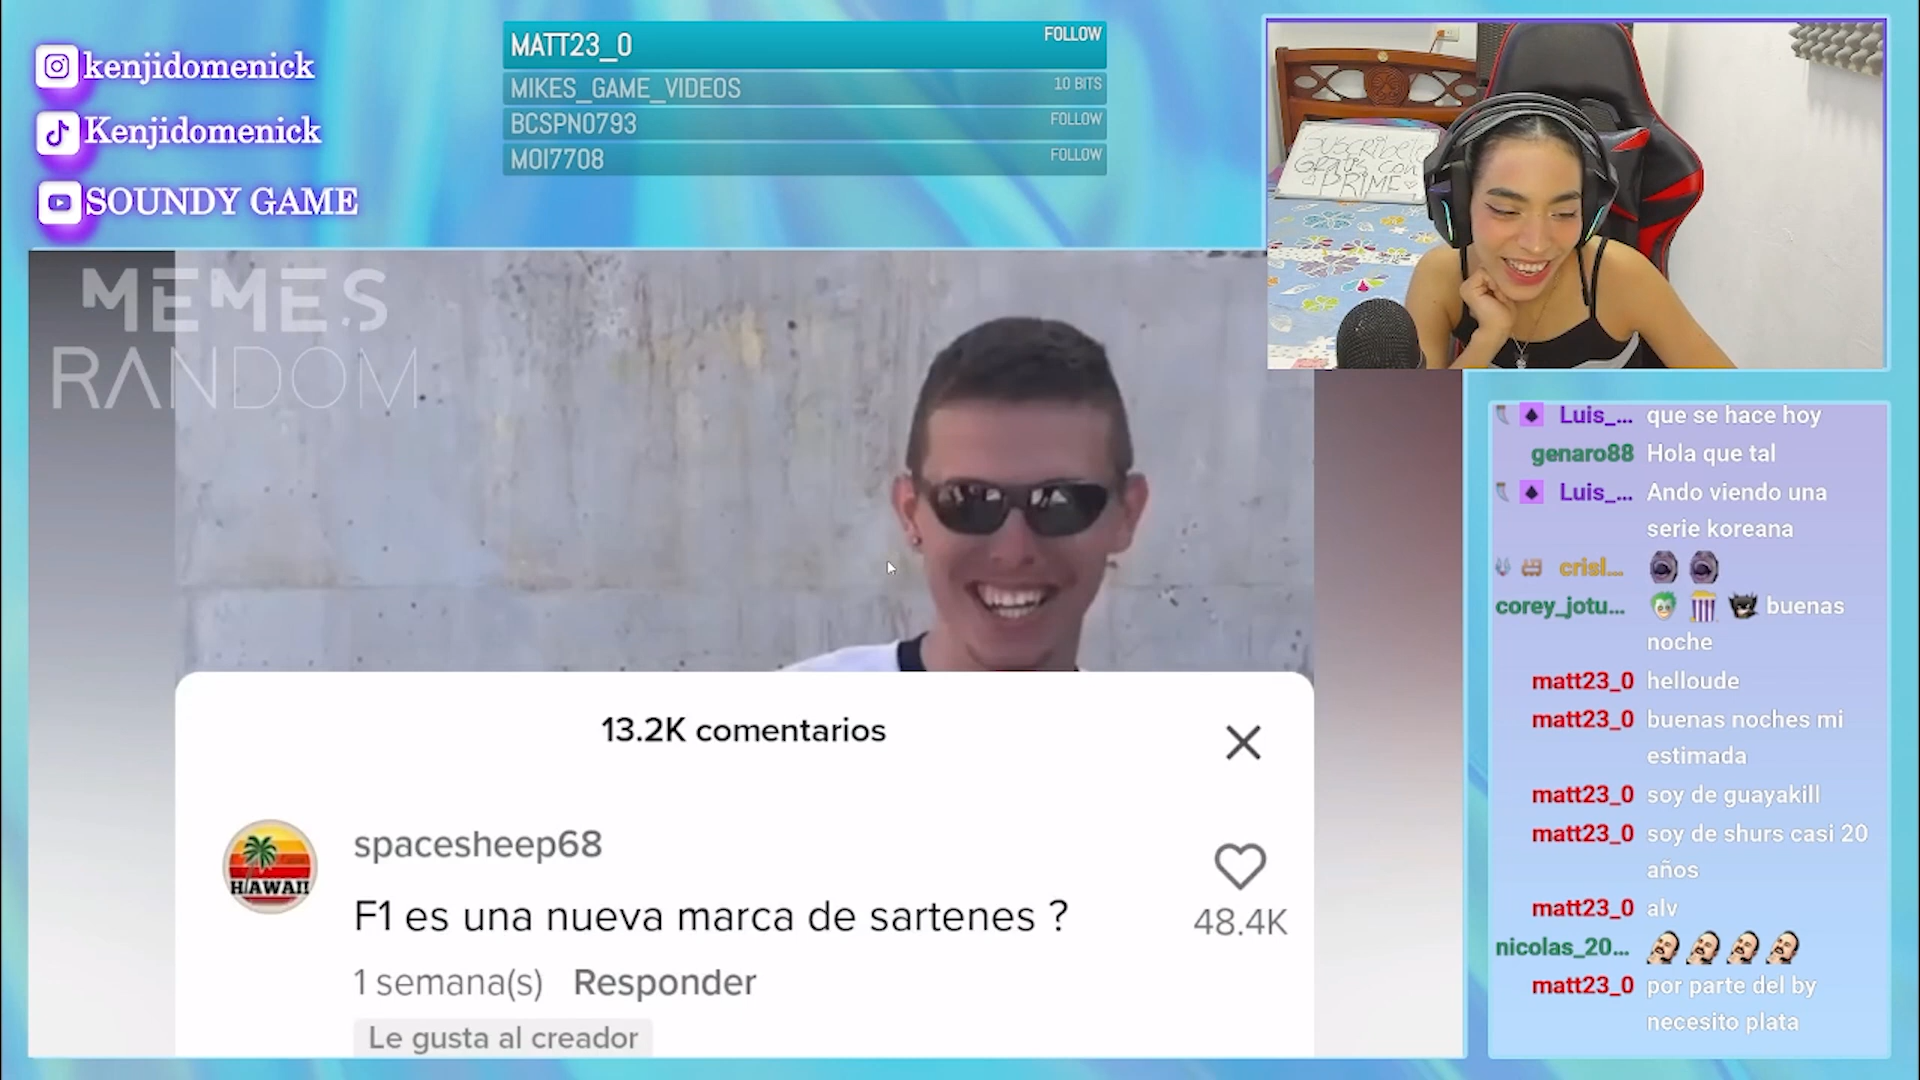 kenjidomenick
Kenjidomenick
SOUNDY GAME
MATT23_0 FOLLOW
MIKES_GAME_VIDEOS 10 BITS
BCSPN0793 FOLLOW
MOI7708 FOLLOW
SUSCRIBETE
GRATIS CON
PRIME
MEMES
RANDOM
13.2K comentarios
HAWAII
spacesheep68
F1 es una nueva marca de sartenes ?
48.4K
1 semana(s) Responder
Le gusta al creador
Luis_... que se hace hoy
genaro88 Hola que tal
Luis_... Ando viendo una
serie koreana
crisl...
corey_jotu... buenas
noche
matt23_0 helloude
matt23_0 buenas noches mi
estimada
matt23_0 soy de guayakill
matt23_0 soy de shurs casi 20
años
matt23_0 alv
nicolas_20...
matt23_0 por parte del by
necesito plata